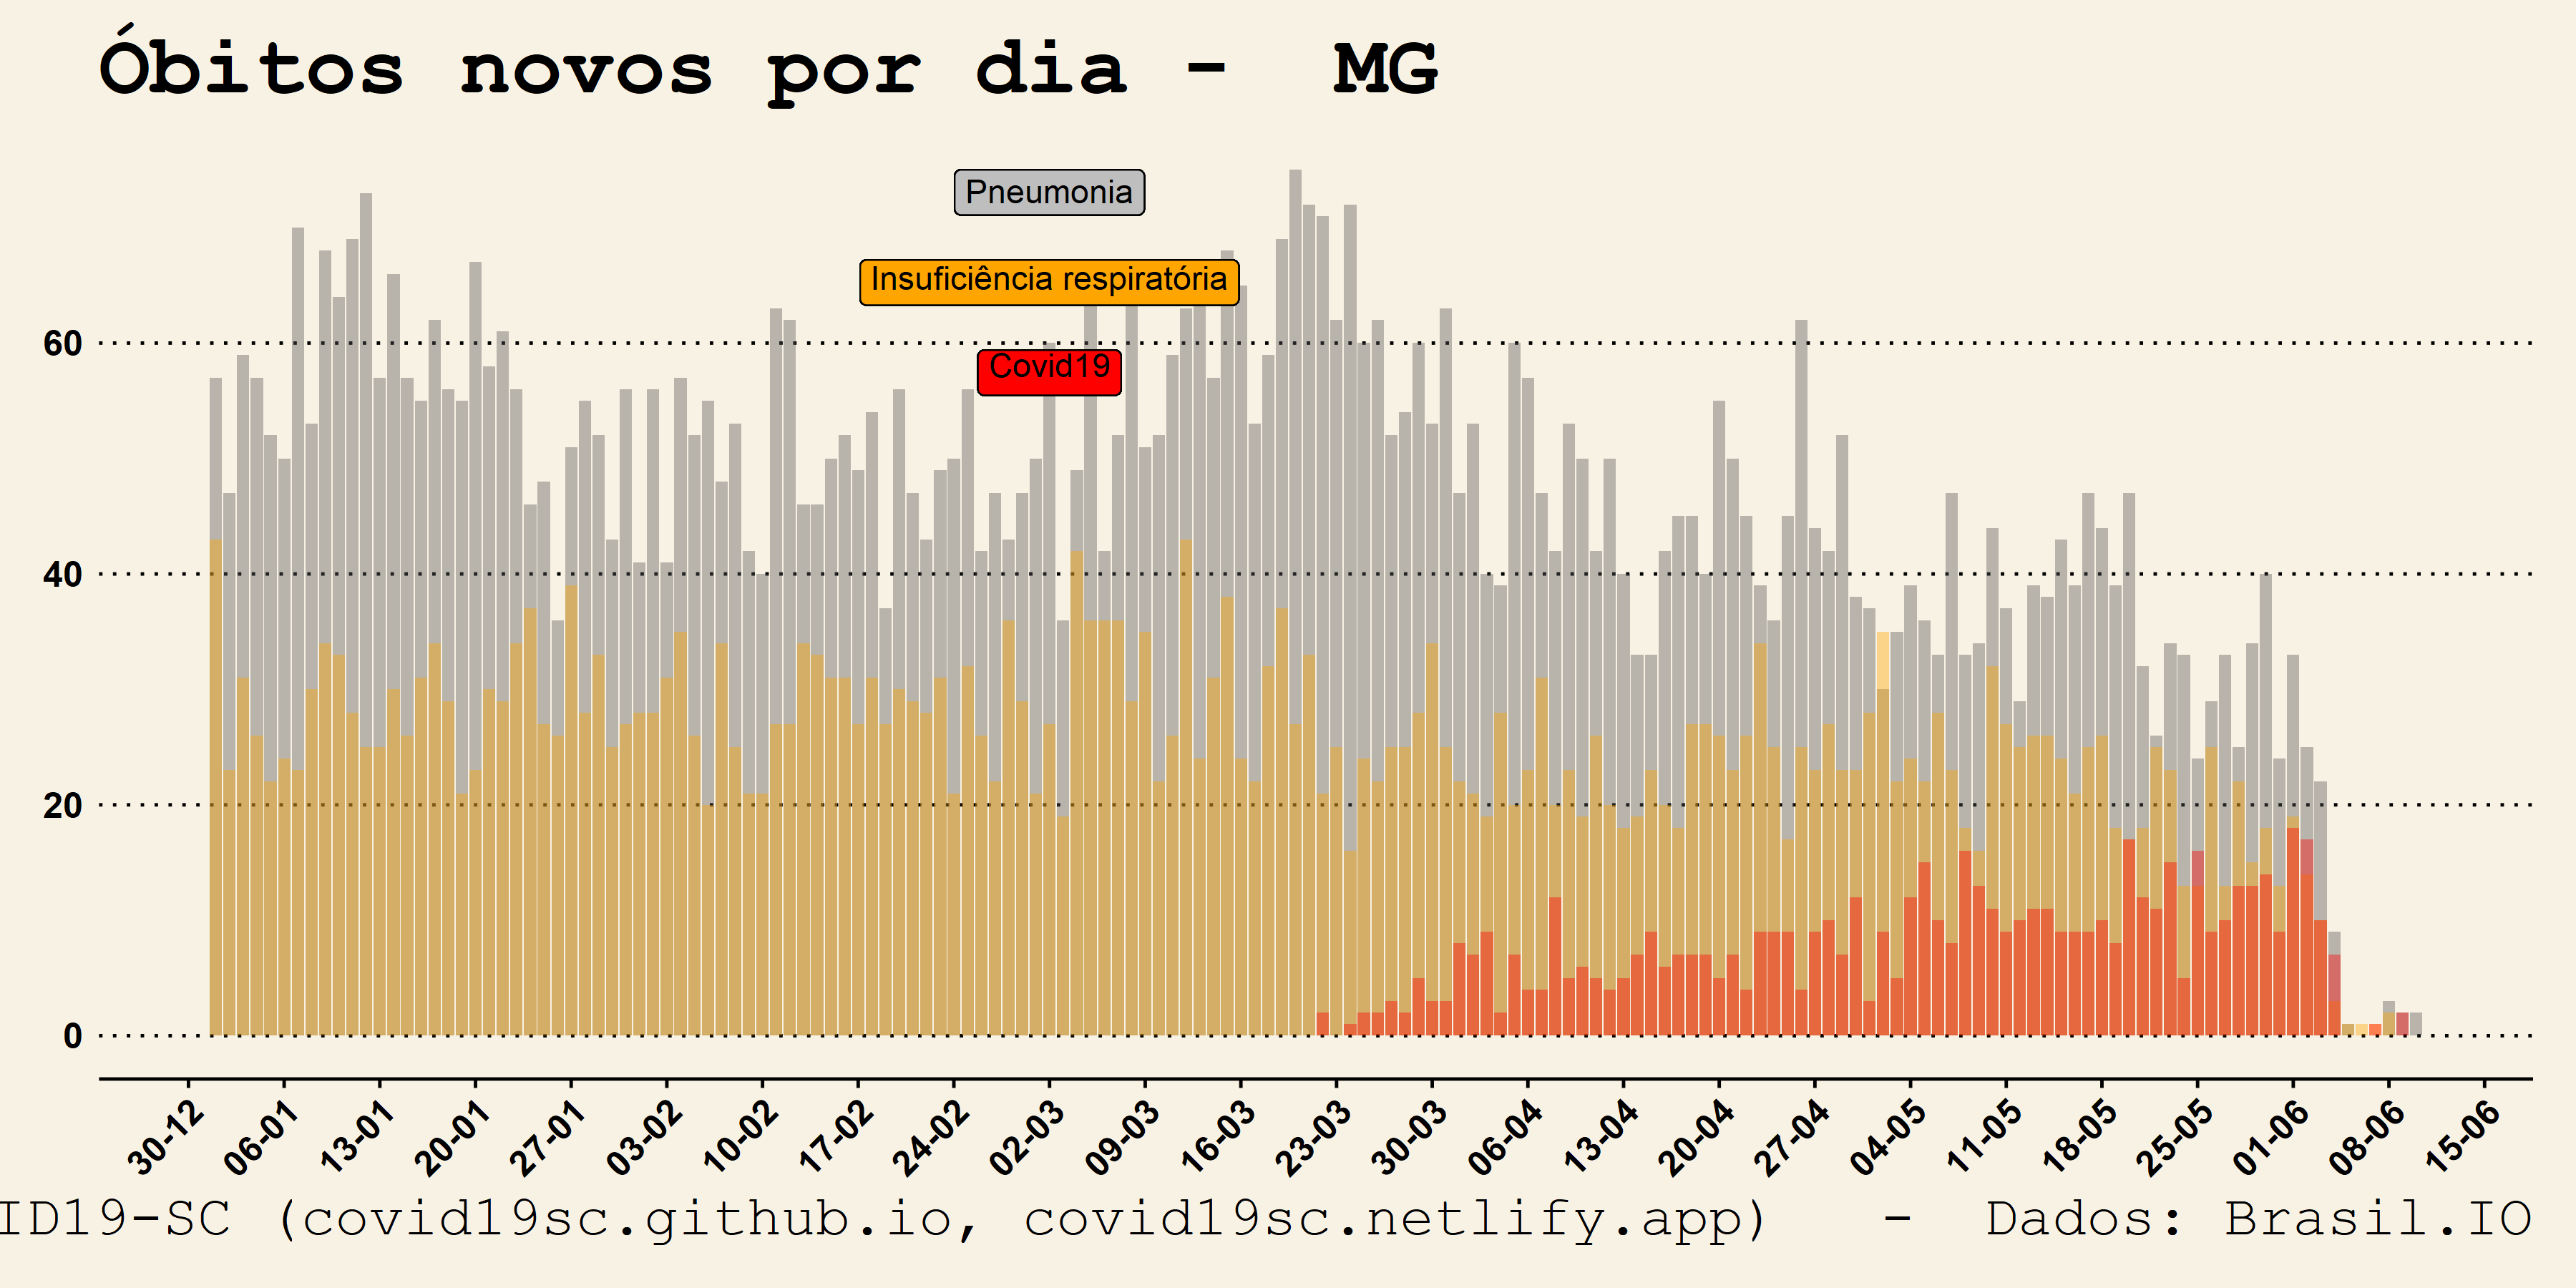 Óbitos novos por dia - MG
Pneumonia
Insuficiência respiratória
Covid19
60
40
20
0
30-12 06-01 13-01 20-01 27-01 03-02 10-02 17-02 24-02 02-03 09-03 16-03 23-03 30-03 06-04 13-04 20-04 27-04 04-05 11-05 18-05 25-05 01-06 08-06 15-06
ID19-SC (covid19sc.github.io, covid19sc.netlify.app) - Dados: Brasil.IO